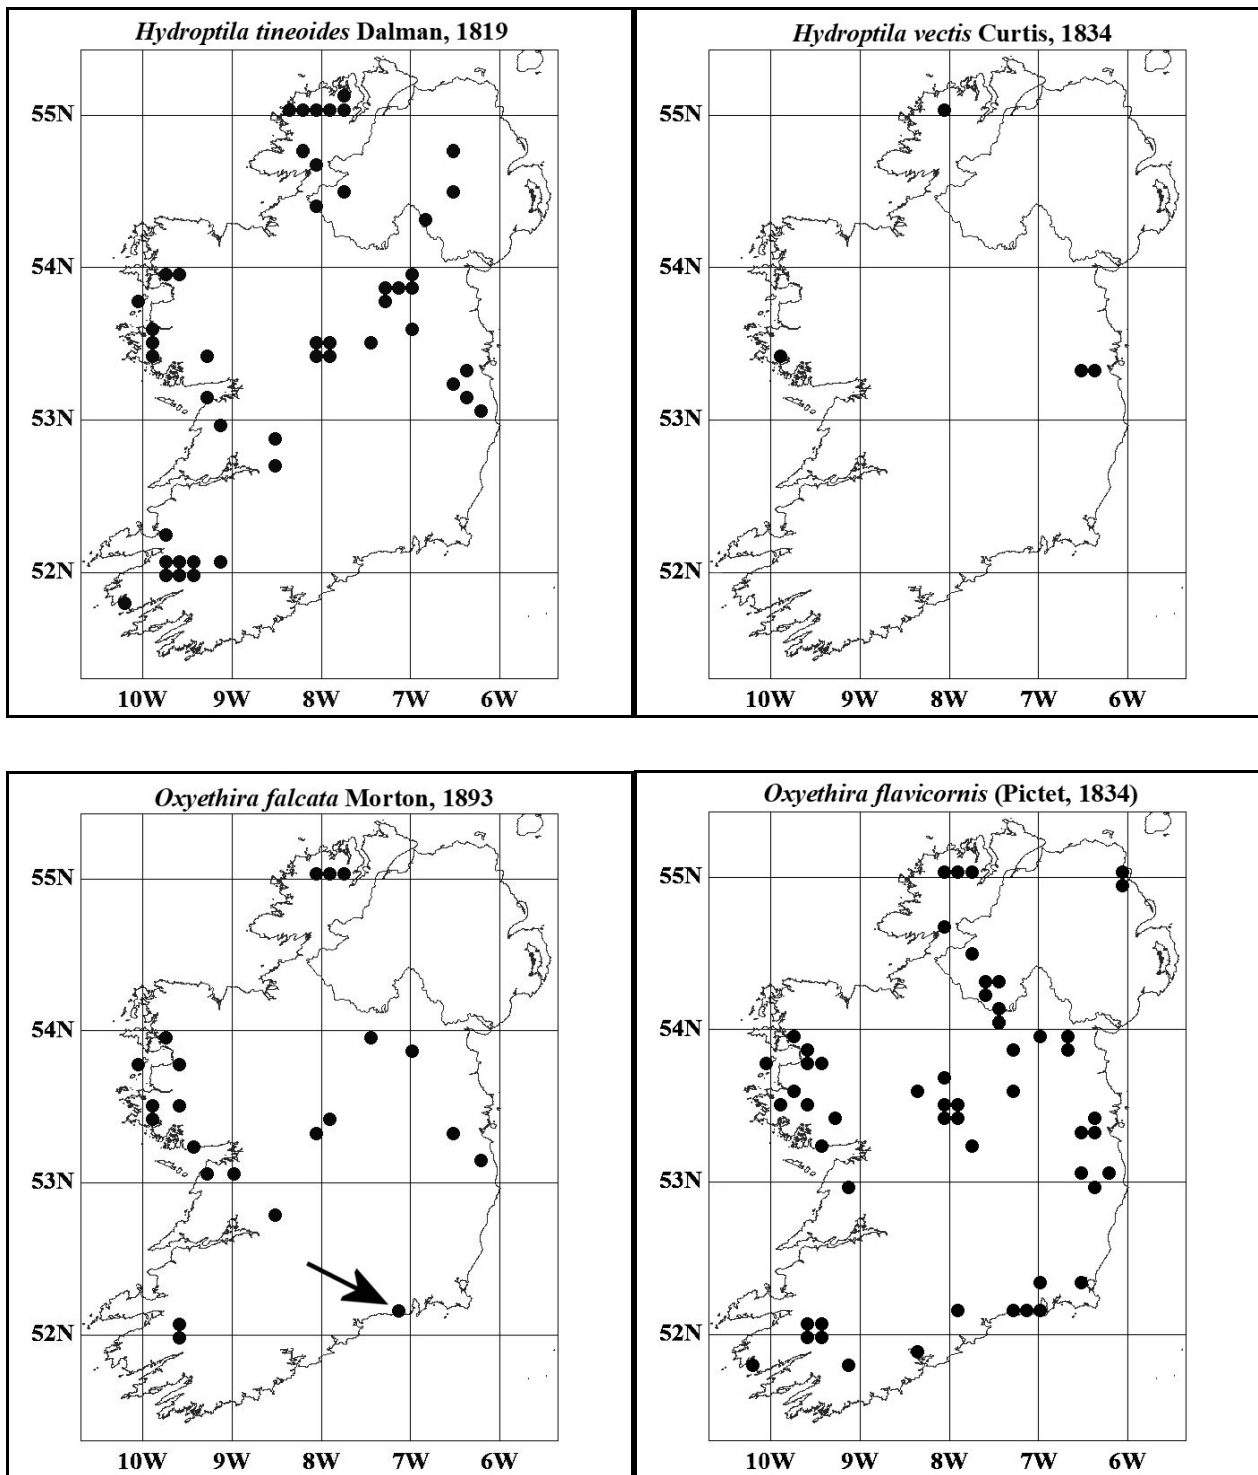 Hydroptila tineoides Dalman, 1819
55N
54N
53N
52N
10W 9W 8W 7W 6W
Hydroptila vectis Curtis, 1834
55N
54N
53N
52N
10W 9W 8W 7W 6W
Oxyethira falcata Morton, 1893
55N
54N
53N
52N
10W 9W 8W 7W 6W
Oxyethira flavicornis (Pictet, 1834)
55N
54N
53N
52N
10W 9W 8W 7W 6W